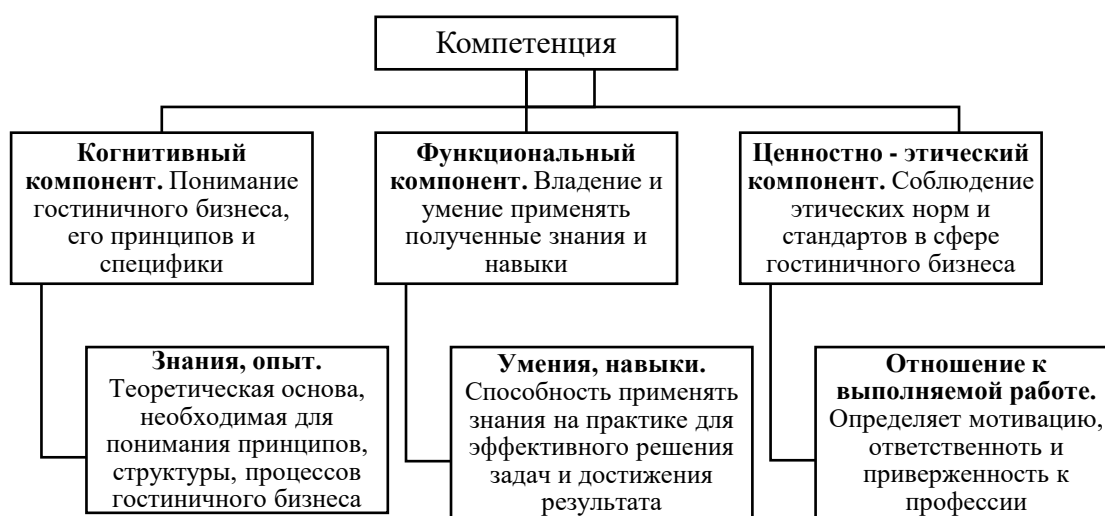 Компетенция
Когнитивный
компонент. Понимание
гостиничного бизнеса,
его принципов и
специфики
Функциональный
компонент. Владение и
умение применять
полученные знания и
навыки
Ценностно - этический
компонент. Соблюдение
этических норм и
стандартов в сфере
гостиничного бизнеса
Знания, опыт.
Теоретическая основа,
необходимая для
понимания принципов,
структуры, процессов
гостиничного бизнеса
Умения, навыки.
Способность применять
знания на практике для
эффективного решения
задач и достижения
результата
Отношение к
выполняемой работе.
Определяет мотивацию,
ответственноть и
приверженность к
профессии